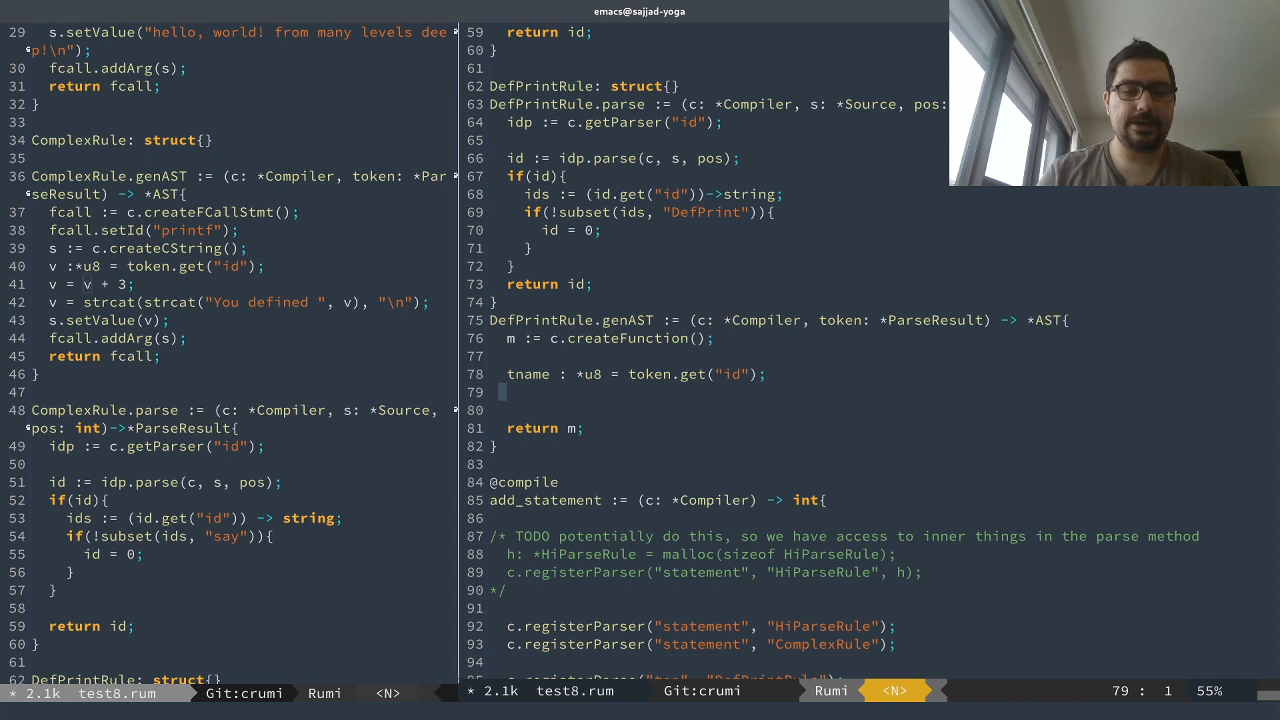 emacs@sajjad-yoga
29   s.setValue("hello, world! from many levels dee
p!\n");
30   fcall.addArg(s);
31   return fcall;
32 }
33
34 ComplexRule: struct{}
35
36 ComplexRule.genAST := (c: *Compiler, token: *Par
seResult) -> *AST{
37   fcall := c.createFCallStmt();
38   fcall.setId("printf");
39   s := c.createCString();
40   v :*u8 = token.get("id");
41   v = v + 3;
42   v = strcat(strcat("You defined ", v), "\n");
43   s.setValue(v);
44   fcall.addArg(s);
45   return fcall;
46 }
47
48 ComplexRule.parse := (c: *Compiler, s: *Source,
pos: int)->*ParseResult{
49   idp := c.getParser("id");
50
51   id := idp.parse(c, s, pos);
52   if(id){
53     ids := (id.get("id")) -> string;
54     if(!subset(ids, "say")){
55       id = 0;
56     }
57   }
58
59   return id;
60 }
61
62 DefPrintRule: struct{}
* 2.1k  test8.rum  Git:crumi  Rumi  <N>
59   return id;
60 }
61
62 DefPrintRule: struct{}
63 DefPrintRule.parse := (c: *Compiler, s: *Source, pos:
64   idp := c.getParser("id");
65
66   id := idp.parse(c, s, pos);
67   if(id){
68     ids := (id.get("id"))->string;
69     if(!subset(ids, "DefPrint")){
70       id = 0;
71     }
72   }
73   return id;
74 }
75 DefPrintRule.genAST := (c: *Compiler, token: *ParseResult) -> *AST{
76   m := c.createFunction();
77
78   tname : *u8 = token.get("id");
79
80
81   return m;
82 }
83
84 @compile
85 add_statement := (c: *Compiler) -> int{
86
87 /* TODO potentially do this, so we have access to inner things in the parse method
88   h: *HiParseRule = malloc(sizeof HiParseRule);
89   c.registerParser("statement", "HiParseRule", h);
90 */
91
92   c.registerParser("statement", "HiParseRule");
93   c.registerParser("statement", "ComplexRule");
94
* 2.1k  test8.rum  Git:crumi  Rumi  <N>  79 :  1  55%